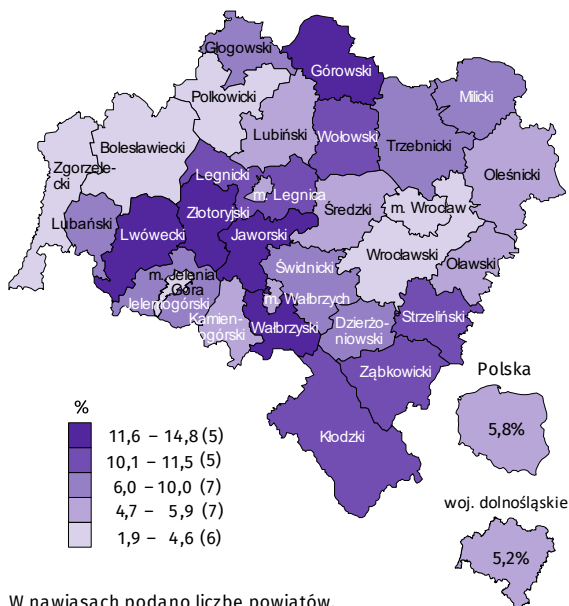 Głogowski
Górowski
Polkowicki
Milicki
Lubiński
Wołowski
Trzebnicki
Bolesławiecki
Zgorzele-
cki
Legnicki
m. Legnica
Oleśnicki
Lubański
Złotoryjski
Średzki
m. Wrocław
Lwówecki
Jaworski
Wrocławski
Oławski
m. Jelenia
Góra
Świdnicki
Jeleniogórski
m. Wałbrzych
Kamien-
nogórski
Wałbrzyski
Dzierżo-
niowski
Strzeliński
Ząbkowicki
Kłodzki
Polska
5,8%
woj. dolnośląskie
5,2%
%
11,6 – 14,8 (5)
10,1 – 11,5 (5)
6,0 – 10,0 (7)
4,7 – 5,9 (7)
1,9 – 4,6 (6)
W nawiasach podano liczbę powiatów.